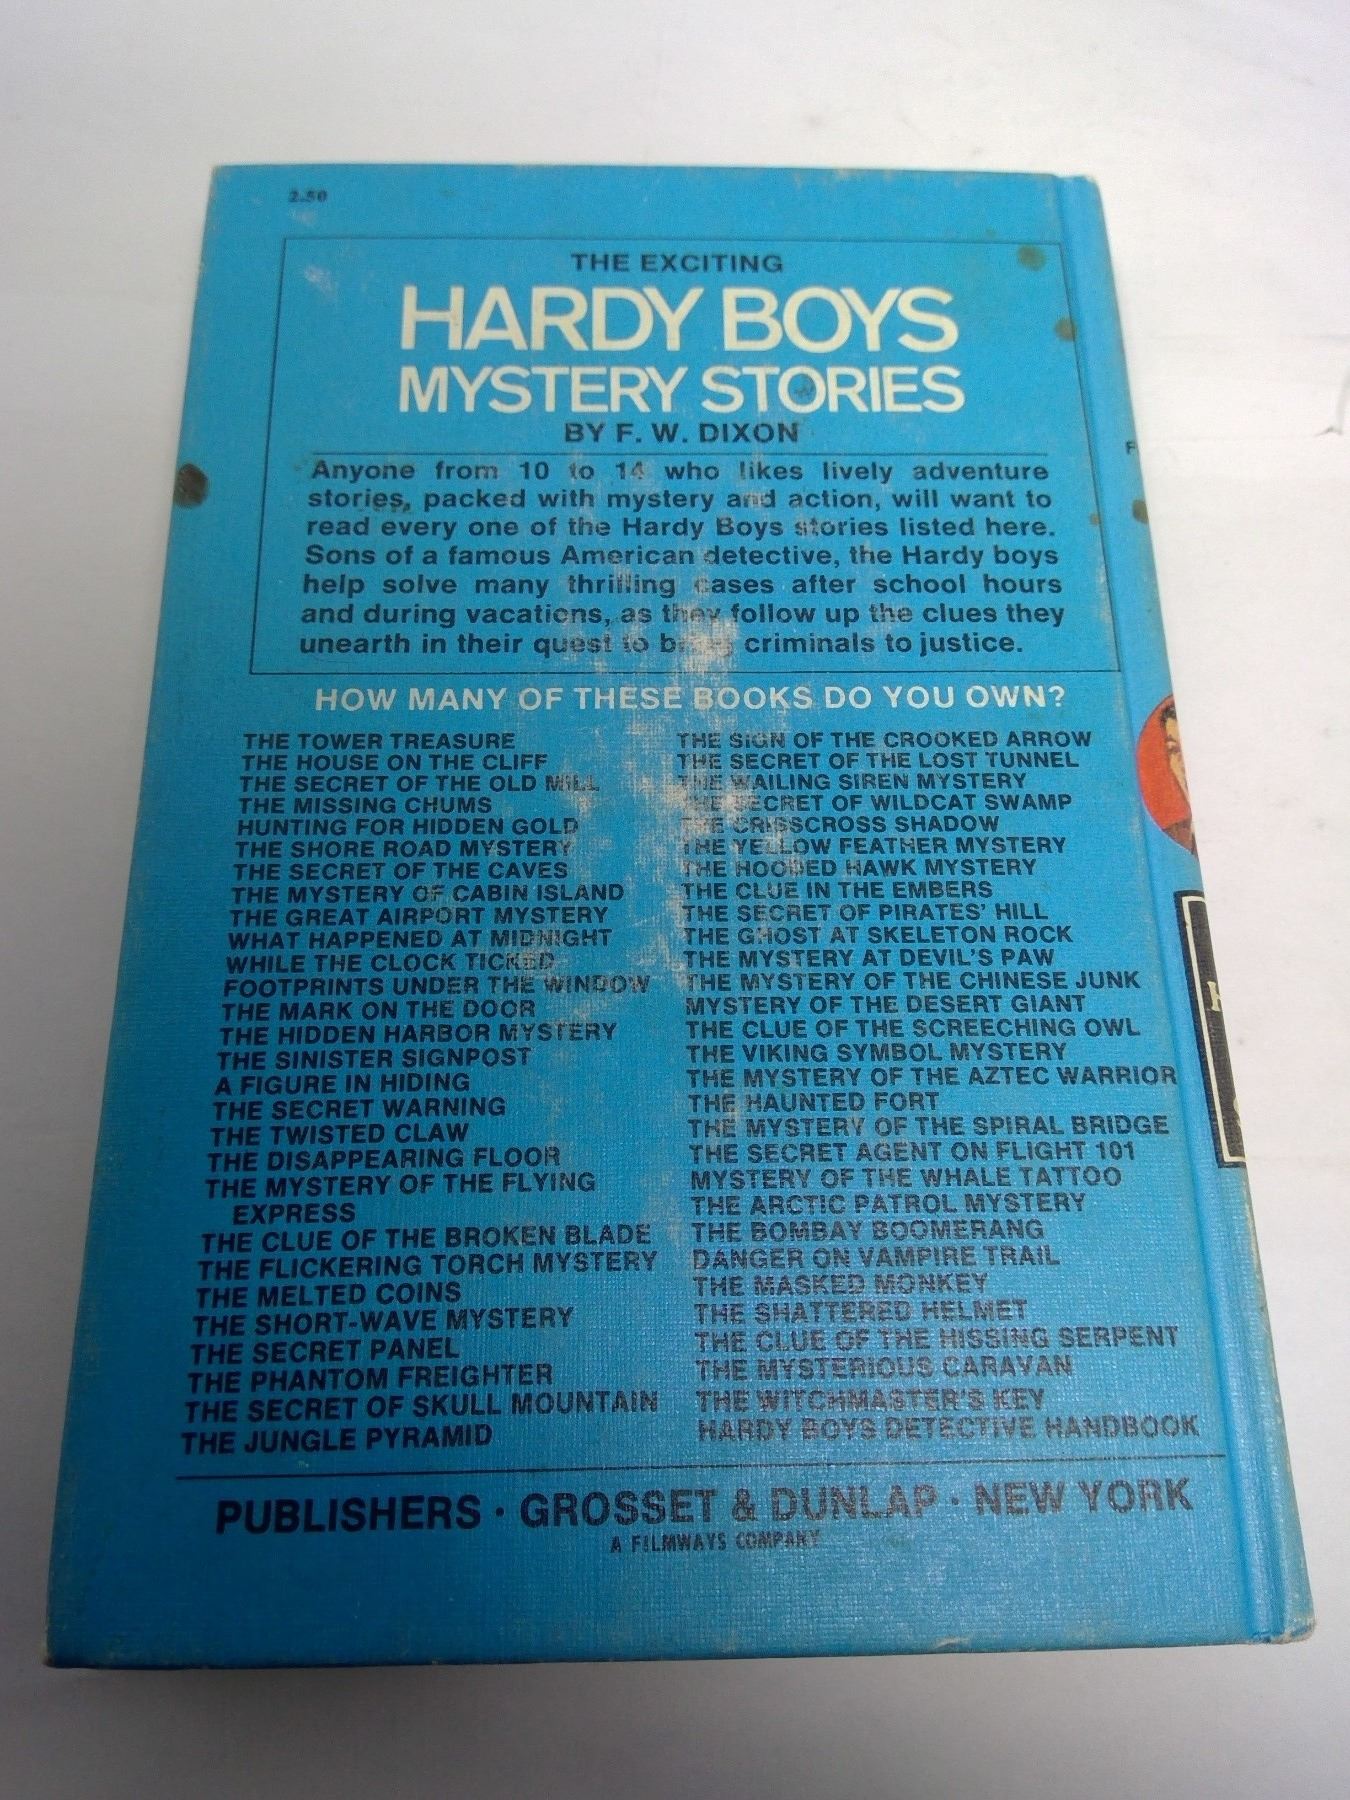 2.50
THE EXCITING
HARDY BOYS
MYSTERY STORIES
BY F. W. DIXON
Anyone from 10 to 14 who likes lively adventure
stories, packed with mystery and action, will want to
read every one of the Hardy Boys stories listed here.
Sons of a famous American detective, the Hardy boys
help solve many thrilling cases after school hours
and during vacations, as they follow up the clues they
unearth in their quest to bring criminals to justice.
HOW MANY OF THESE BOOKS DO YOU OWN?
THE TOWER TREASURE
THE HOUSE ON THE CLIFF
THE SECRET OF THE OLD MILL
THE MISSING CHUMS
HUNTING FOR HIDDEN GOLD
THE SHORE ROAD MYSTERY
THE SECRET OF THE CAVES
THE MYSTERY OF CABIN ISLAND
THE GREAT AIRPORT MYSTERY
WHAT HAPPENED AT MIDNIGHT
WHILE THE CLOCK TICKED
FOOTPRINTS UNDER THE WINDOW
THE MARK ON THE DOOR
THE HIDDEN HARBOR MYSTERY
THE SINISTER SIGNPOST
A FIGURE IN HIDING
THE SECRET WARNING
THE TWISTED CLAW
THE DISAPPEARING FLOOR
THE MYSTERY OF THE FLYING
EXPRESS
THE CLUE OF THE BROKEN BLADE
THE FLICKERING TORCH MYSTERY
THE MELTED COINS
THE SHORT-WAVE MYSTERY
THE SECRET PANEL
THE PHANTOM FREIGHTER
THE SECRET OF SKULL MOUNTAIN
THE JUNGLE PYRAMID
THE SIGN OF THE CROOKED ARROW
THE SECRET OF THE LOST TUNNEL
THE WAILING SIREN MYSTERY
THE SECRET OF WILDCAT SWAMP
THE CRISSCROSS SHADOW
THE YELLOW FEATHER MYSTERY
THE HOODED HAWK MYSTERY
THE CLUE IN THE EMBERS
THE SECRET OF PIRATES' HILL
THE GHOST AT SKELETON ROCK
THE MYSTERY AT DEVIL'S PAW
THE MYSTERY OF THE CHINESE JUNK
MYSTERY OF THE DESERT GIANT
THE CLUE OF THE SCREECHING OWL
THE VIKING SYMBOL MYSTERY
THE MYSTERY OF THE AZTEC WARRIOR
THE HAUNTED FORT
THE MYSTERY OF THE SPIRAL BRIDGE
THE SECRET AGENT ON FLIGHT 101
MYSTERY OF THE WHALE TATTOO
THE ARCTIC PATROL MYSTERY
THE BOMBAY BOOMERANG
DANGER ON VAMPIRE TRAIL
THE MASKED MONKEY
THE SHATTERED HELMET
THE CLUE OF THE HISSING SERPENT
THE MYSTERIOUS CARAVAN
THE WITCHMASTER'S KEY
HARDY BOYS DETECTIVE HANDBOOK
PUBLISHERS · GROSSET & DUNLAP · NEW YORK
A FILMWAYS COMPANY